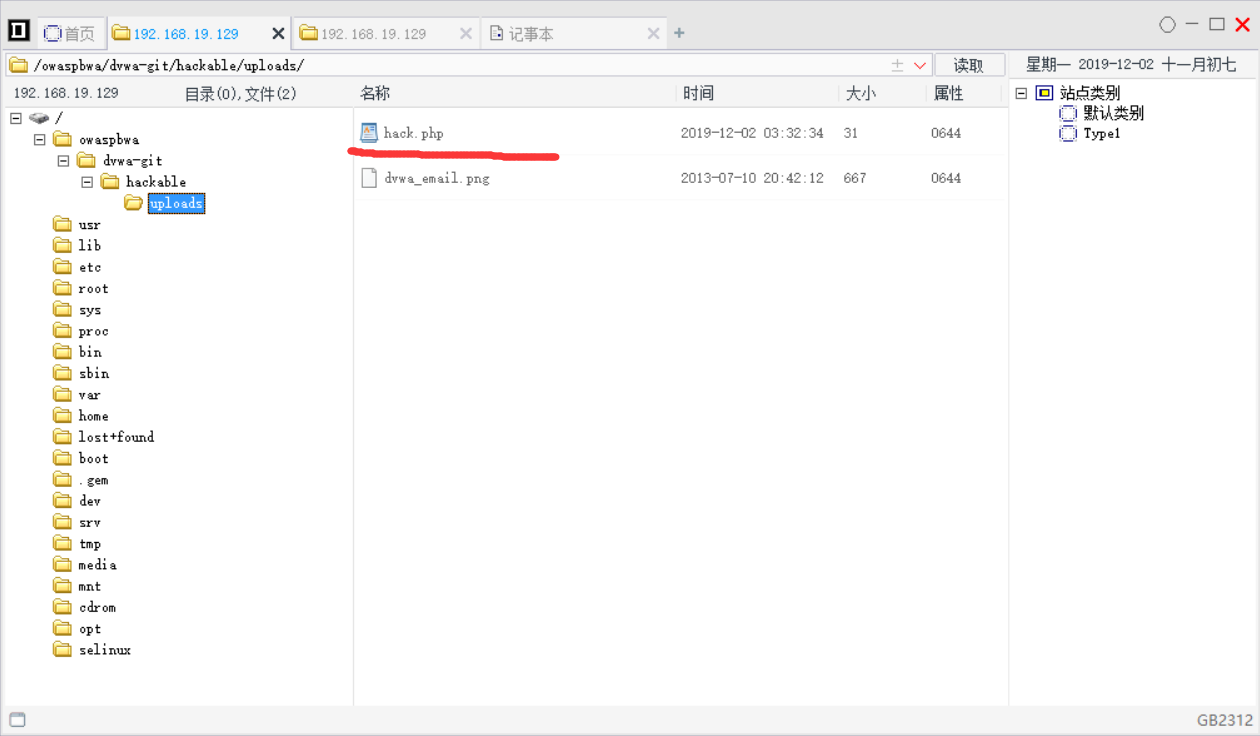 首页 192.168.19.129 192.168.19.129 记事本
/owaspbwa/dvwa-git/hackable/uploads/ 读取 星期一 2019-12-02 十一月初七
192.168.19.129 目录(0),文件(2) 名称 时间 大小 属性 站点类别
/ 默认类别
hack.php 2019-12-02 03:32:34 31 0644 Type1
owaspbwa
dvwa-git
hackable dvwa_email.png 2013-07-10 20:42:12 667 0644
uploads
usr
lib
etc
root
sys
proc
bin
sbin
var
home
lost+found
boot
.gem
dev
srv
tmp
media
mnt
cdrom
opt
selinux
GB2312